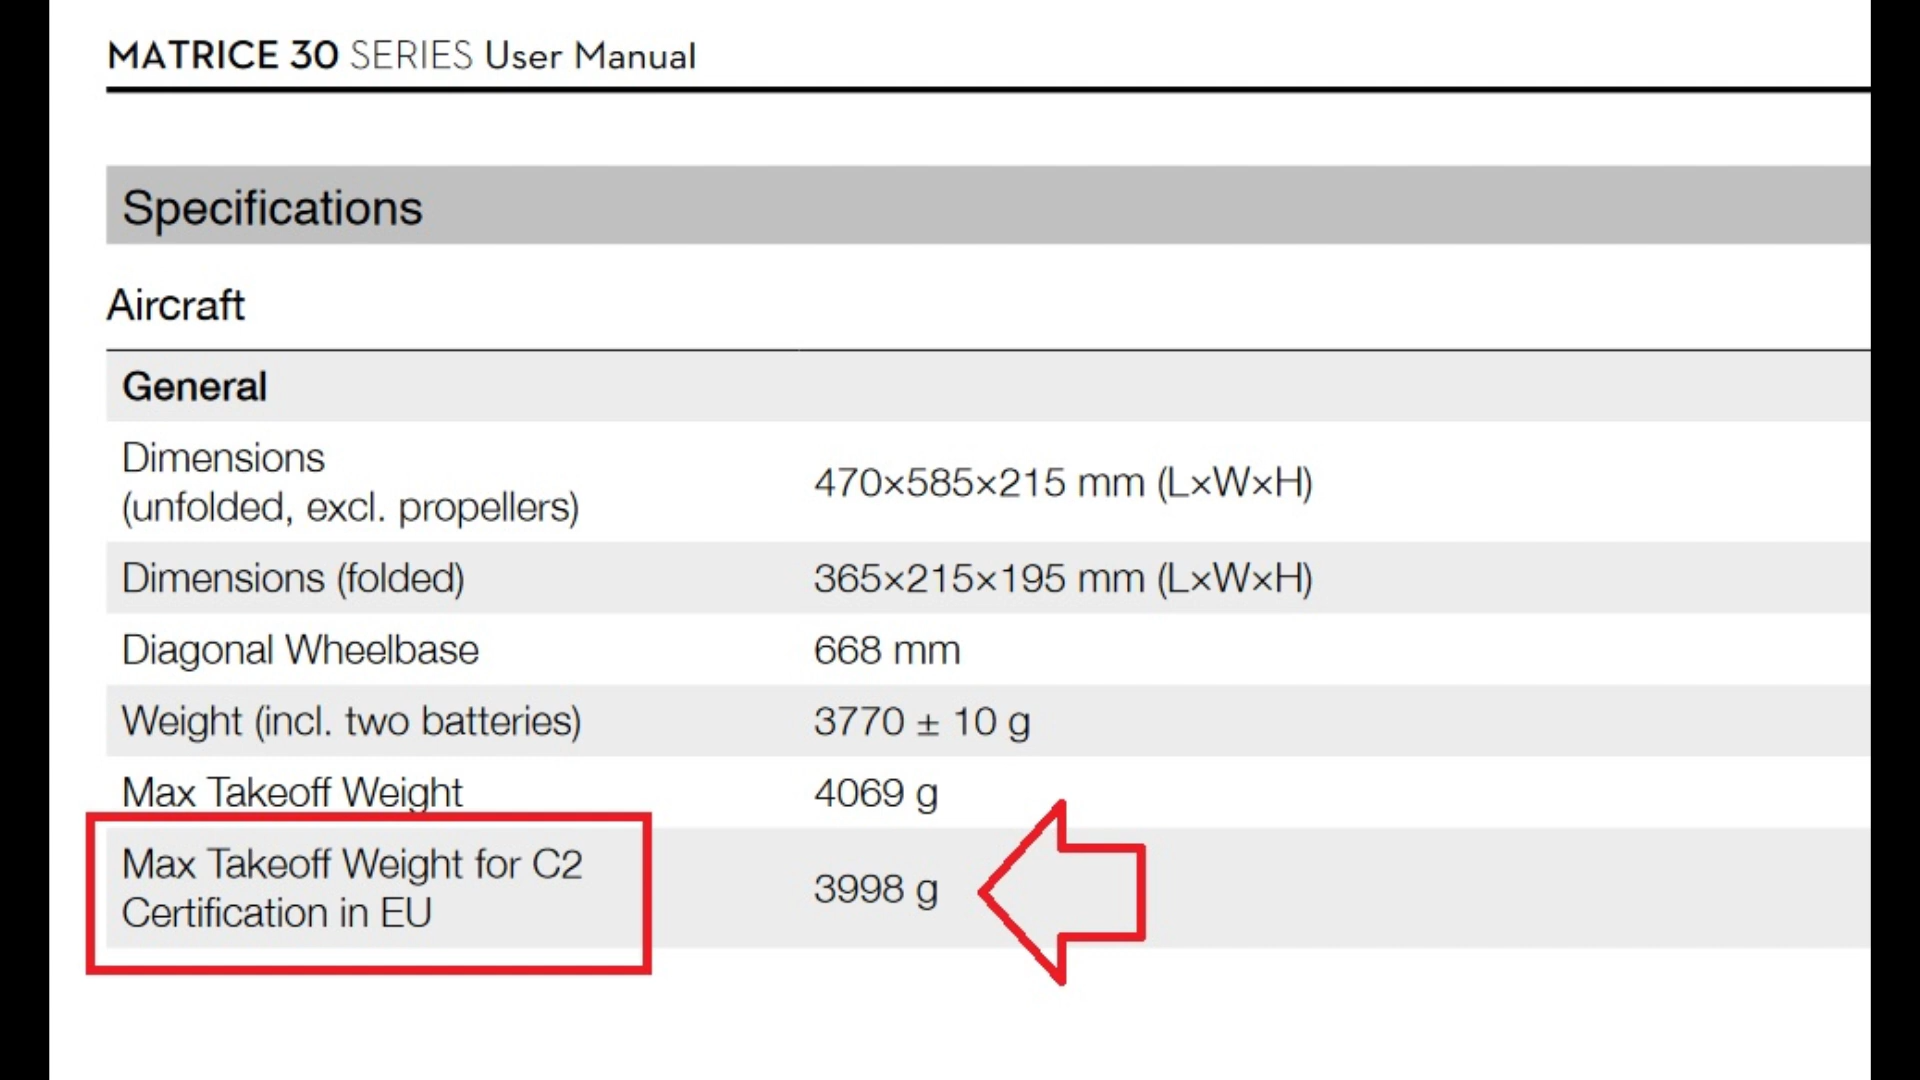 MATRICE 30 SERIES User Manual
Specifications
Aircraft
General
Dimensions
(unfolded, excl. propellers)
470×585×215 mm (L×W×H)
Dimensions (folded)
365×215×195 mm (L×W×H)
Diagonal Wheelbase
668 mm
Weight (incl. two batteries)
3770 ± 10 g
Max Takeoff Weight
4069 g
Max Takeoff Weight for C2
Certification in EU
3998 g